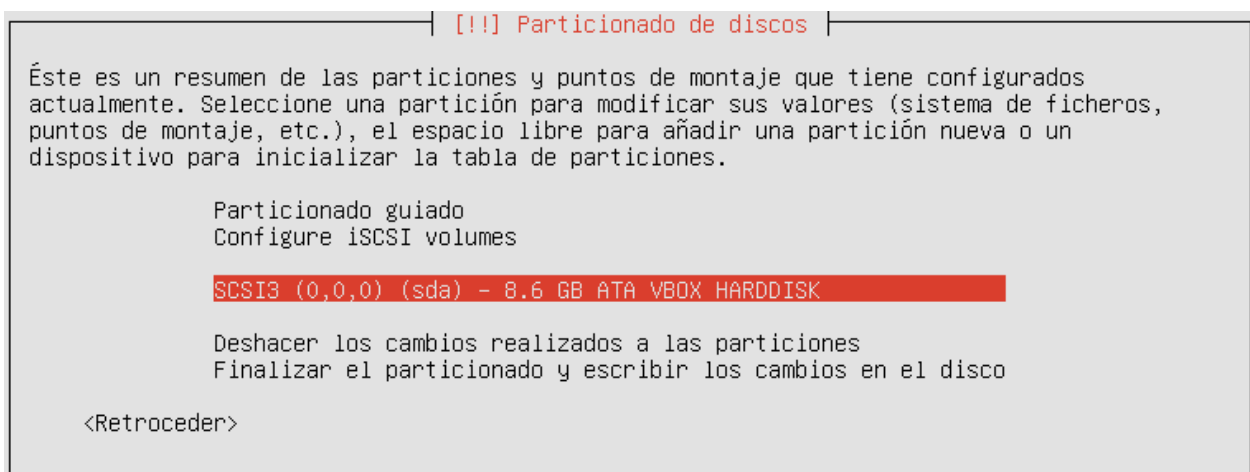 [!!] Particionado de discos
Éste es un resumen de las particiones y puntos de montaje que tiene configurados
actualmente. Seleccione una partición para modificar sus valores (sistema de ficheros,
puntos de montaje, etc.), el espacio libre para añadir una partición nueva o un
dispositivo para inicializar la tabla de particiones.
Particionado guiado
Configure iSCSI volumes
SCSI3 (0,0,0) (sda) – 8.6 GB ATA VBOX HARDDISK
Deshacer los cambios realizados a las particiones
Finalizar el particionado y escribir los cambios en el disco
<Retroceder>